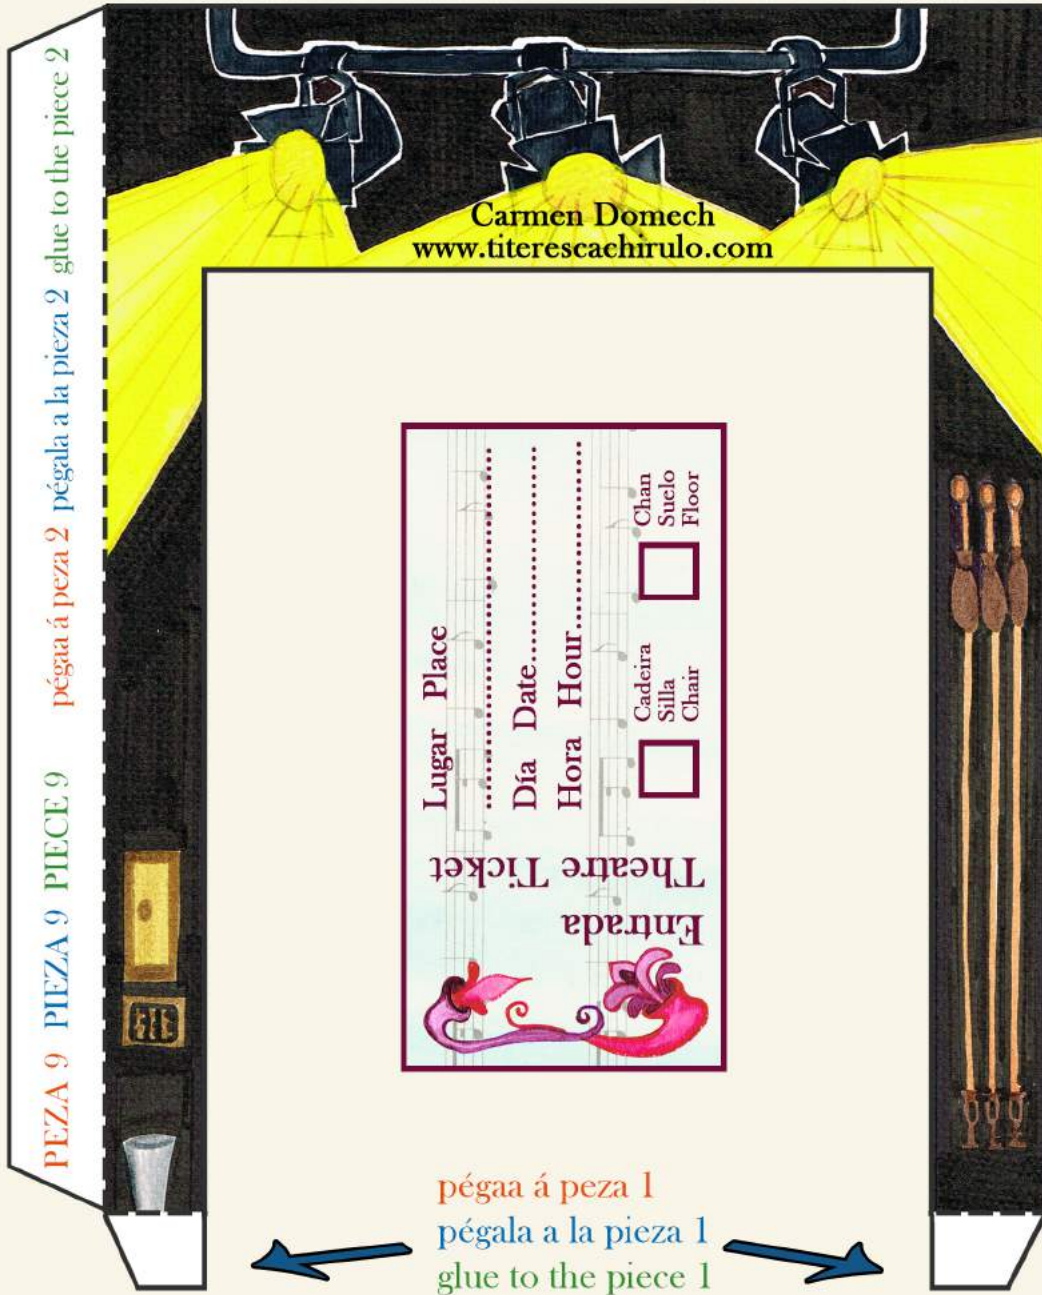 Carmen Domech
www.titerescachirulo.com
PEZA 9 PIEZA 9 PIECE 9 pégaa á peza 2 pégala a la pieza 2 glue to the piece 2
Entrada
Theatre Ticket
Lugar Place
........................................
Día Date........................
Hora Hour.....................
Cadeira
Silla
Chair
Chan
Suelo
Floor
pégaa á peza 1
pégala a la pieza 1
glue to the piece 1